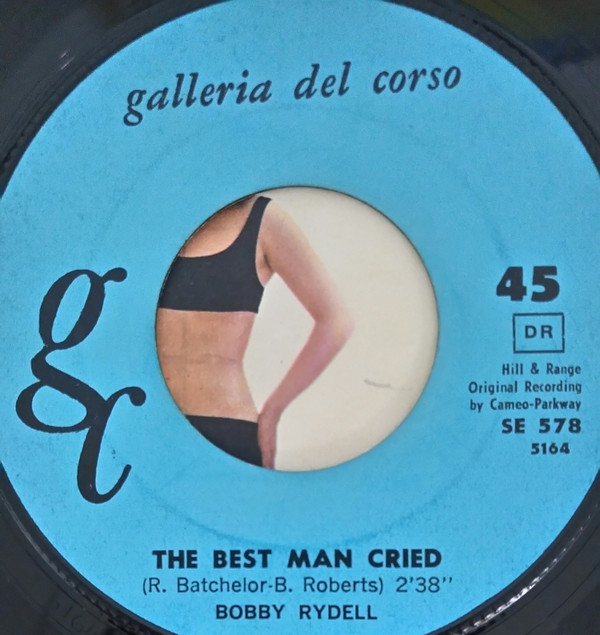 galleria del corso
gc
45
DR
Hill & Range
Original Recording
by Cameo-Parkway
SE 578
5164
THE BEST MAN CRIED
(R. Batchelor-B. Roberts) 2'38''
BOBBY RYDELL